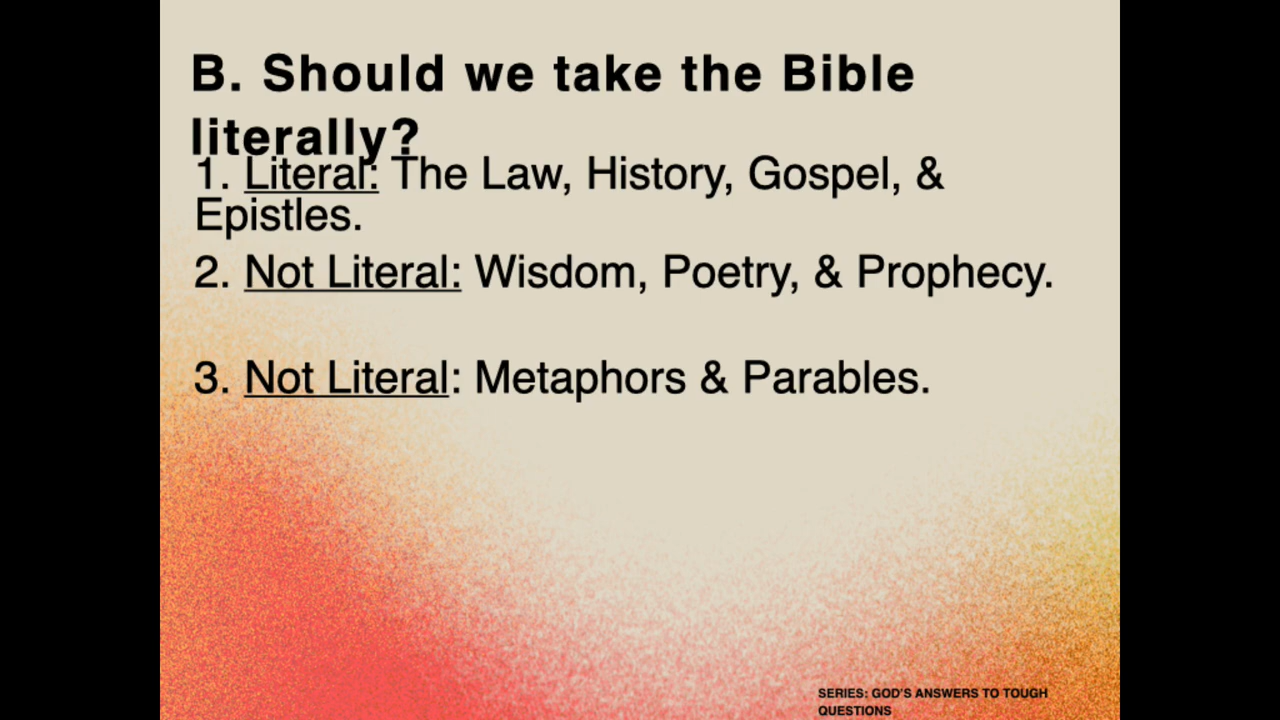 B. Should we take the Bible
literally?
1. Literal: The Law, History, Gospel, &
Epistles.
2. Not Literal: Wisdom, Poetry, & Prophecy.
3. Not Literal: Metaphors & Parables.
SERIES: GOD'S ANSWERS TO TOUGH
QUESTIONS